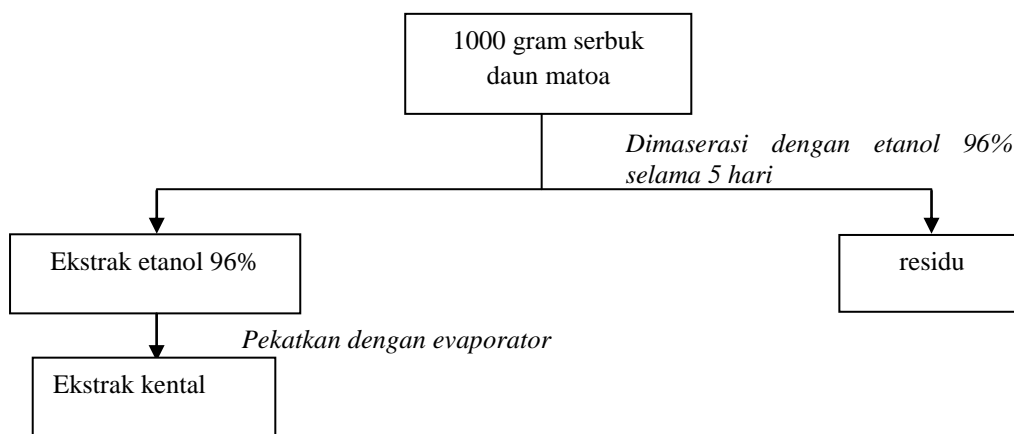 1000 gram serbuk
daun matoa
Dimaserasi dengan etanol 96%
selama 5 hari
Ekstrak etanol 96%
residu
Pekatkan dengan evaporator
Ekstrak kental